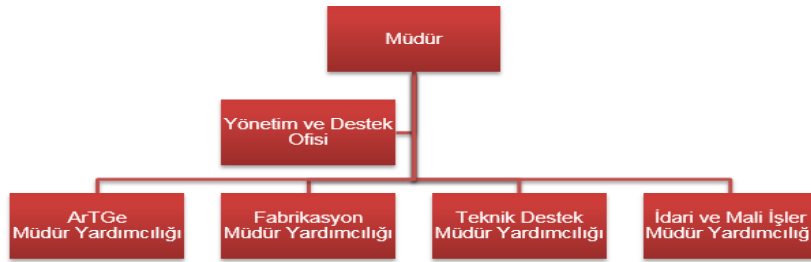 Müdür
Yönetim ve Destek
Ofisi
ArTGe
Müdür Yardımcılığı
Fabrikasyon
Müdür Yardımcılığı
Teknik Destek
Müdür Yardımcılığı
İdari ve Mali İşler
Müdür Yardımcılığ